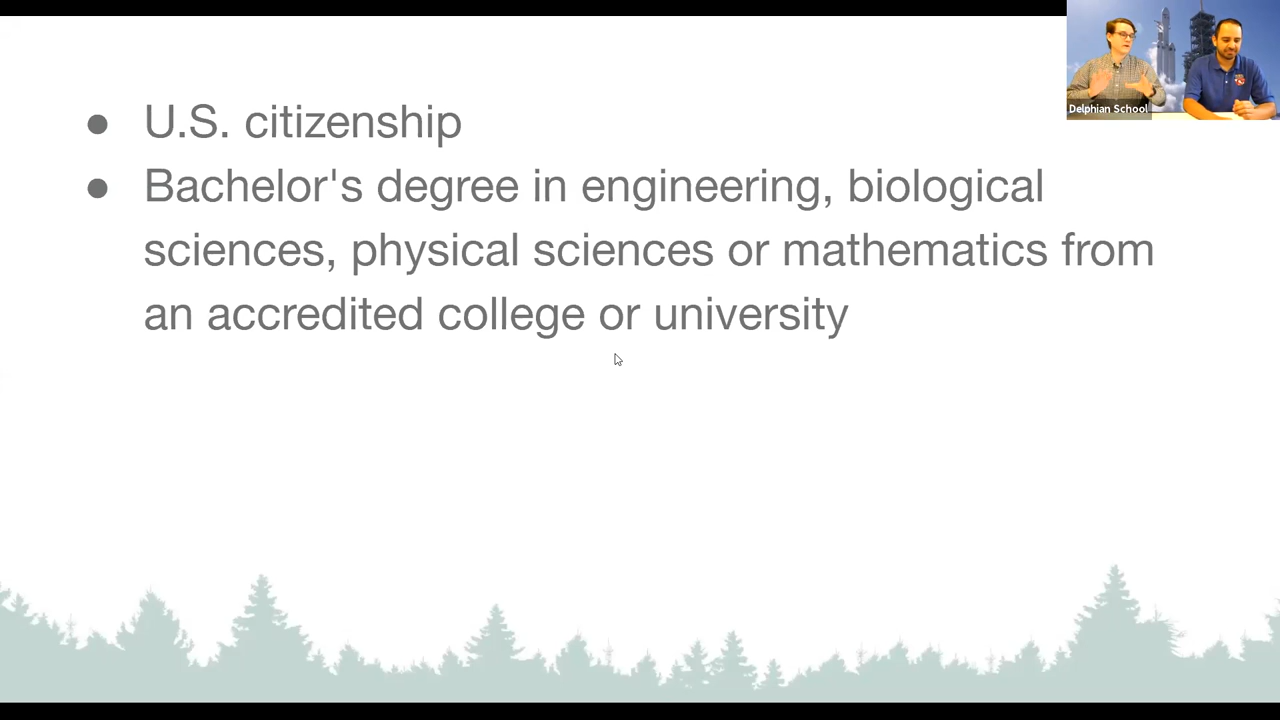 ● U.S. citizenship
● Bachelor's degree in engineering, biological
sciences, physical sciences or mathematics from
an accredited college or university
Delphian School